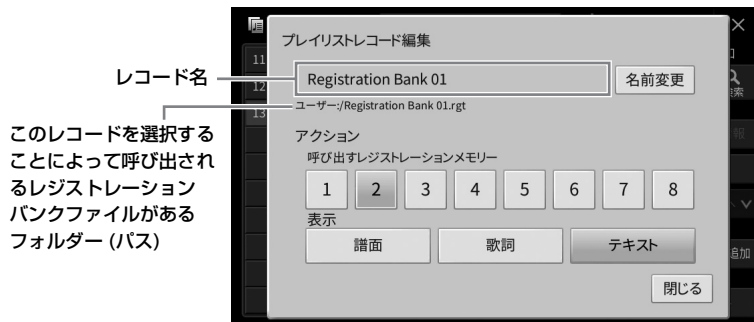 プレイリストレコード編集
レコード名
Registration Bank 01
名前変更
ユーザー:/Registration Bank 01.rgt
このレコードを選択する
ことによって呼び出され
るレジストレーション
バンクファイルがある
フォルダー (パス)
アクション
呼び出すレジストレーションメモリー
1 2 3 4 5 6 7 8
表示
譜面 歌詞 テキスト
閉じる
11
12
13
検索
追加